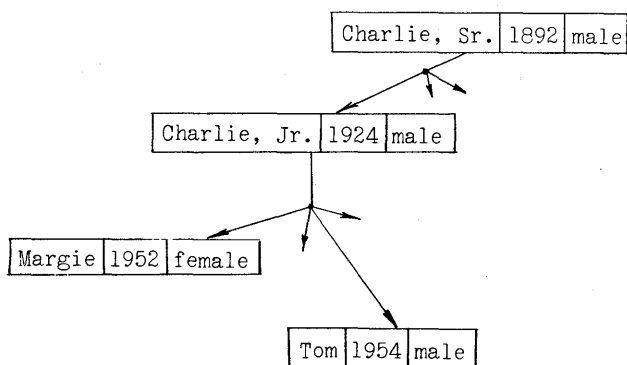 Charlie, Sr. 1892 male
Charlie, Jr. 1924 male
Margie 1952 female
Tom 1954 male